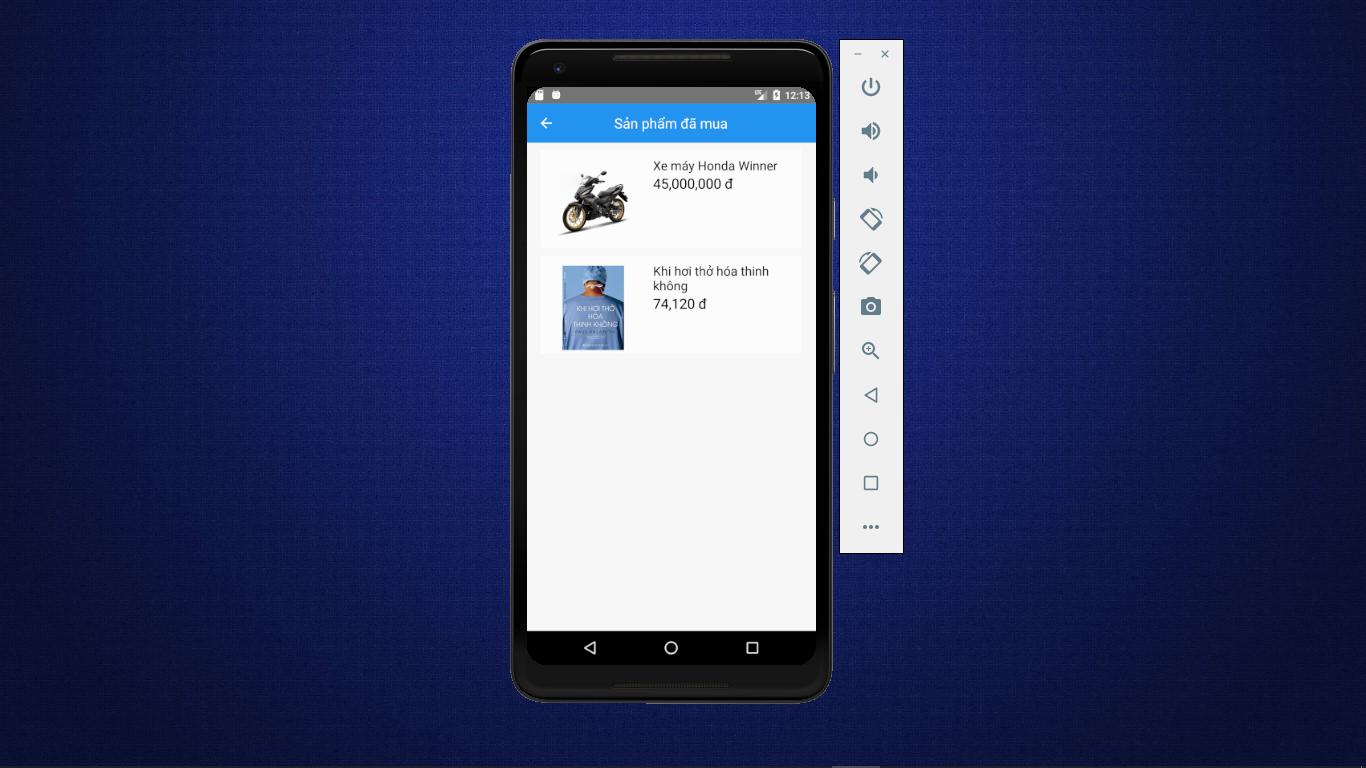 12:13
Sản phẩm đã mua
Xe máy Honda Winner
45,000,000 đ
Khi hơi thở hóa thinh
không
74,120 đ
KHI HƠI THỞ
HÓA
THINH KHÔNG